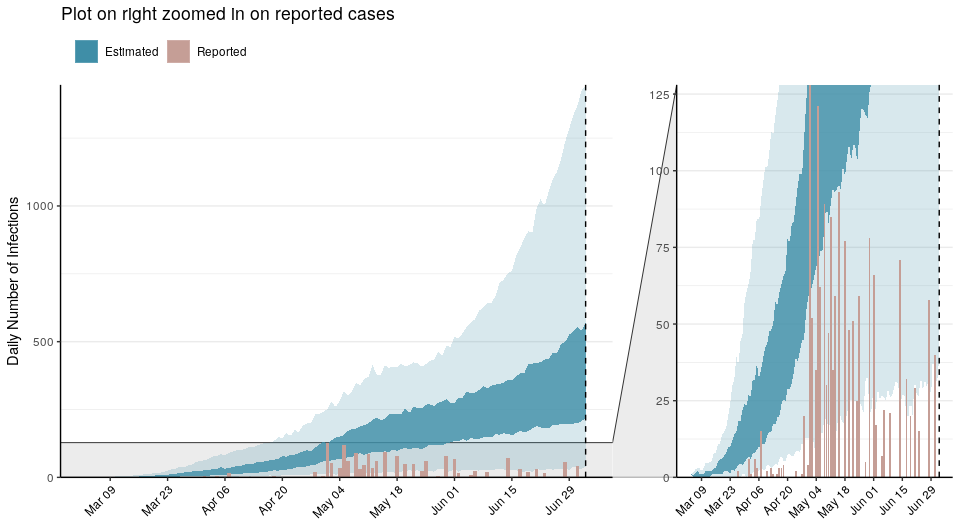 Plot on right zoomed in on reported cases
Estimated
Reported
Daily Number of Infections
1000
500
0
Mar 09
Mar 23
Apr 06
Apr 20
May 04
May 18
Jun 01
Jun 15
Jun 29
125
100
75
50
25
0
Mar 09
Mar 23
Apr 06
Apr 20
May 04
May 18
Jun 01
Jun 15
Jun 29